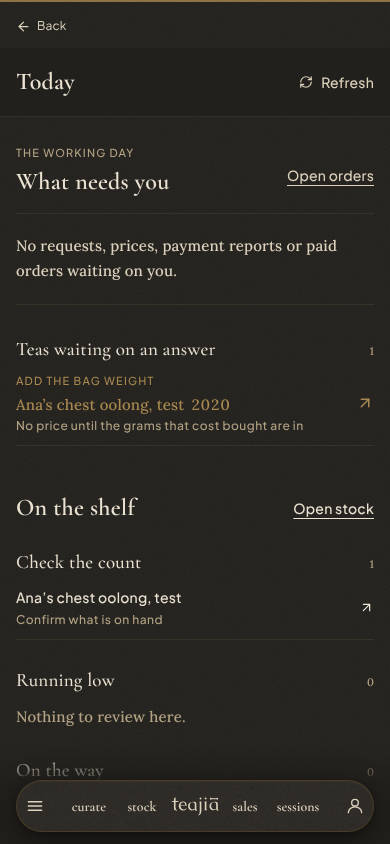 Back
Today
Refresh
THE WORKING DAY
What needs you
Open orders
No requests, prices, payment reports or paid
orders waiting on you.
Teas waiting on an answer 1
ADD THE BAG WEIGHT
Ana’s chest oolong, test 2020
No price until the grams that cost bought are in
On the shelf
Open stock
Check the count 1
Ana’s chest oolong, test
Confirm what is on hand
Running low 0
Nothing to review here.
On the way 0
curate stock teajiā sales sessions